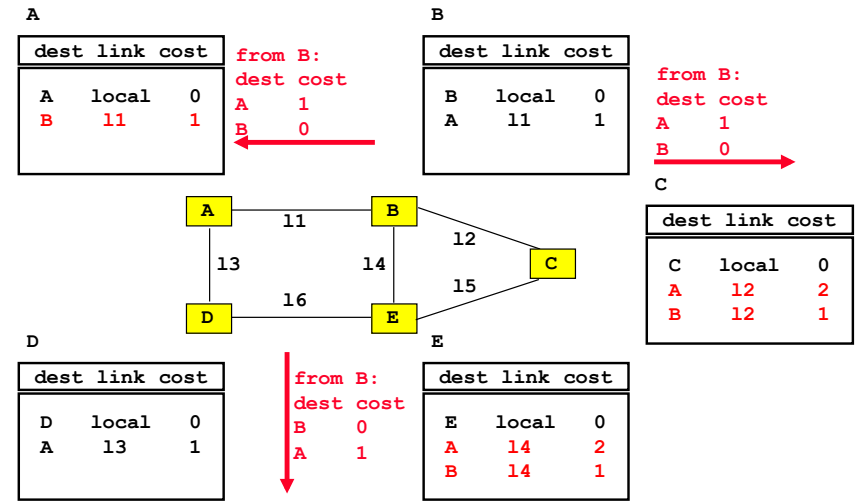 A
dest link cost
A local 0
B l1 1
from B:
dest cost
A 1
B 0
B
dest link cost
B local 0
A l1 1
from B:
dest cost
A 1
B 0
C
dest link cost
C local 0
A l2 2
B l2 1
A
l1
B
l2
l3
l4
C
l5
D
l6
E
D
dest link cost
D local 0
A l3 1
from B:
dest cost
B 0
A 1
E
dest link cost
E local 0
A l4 2
B l4 1